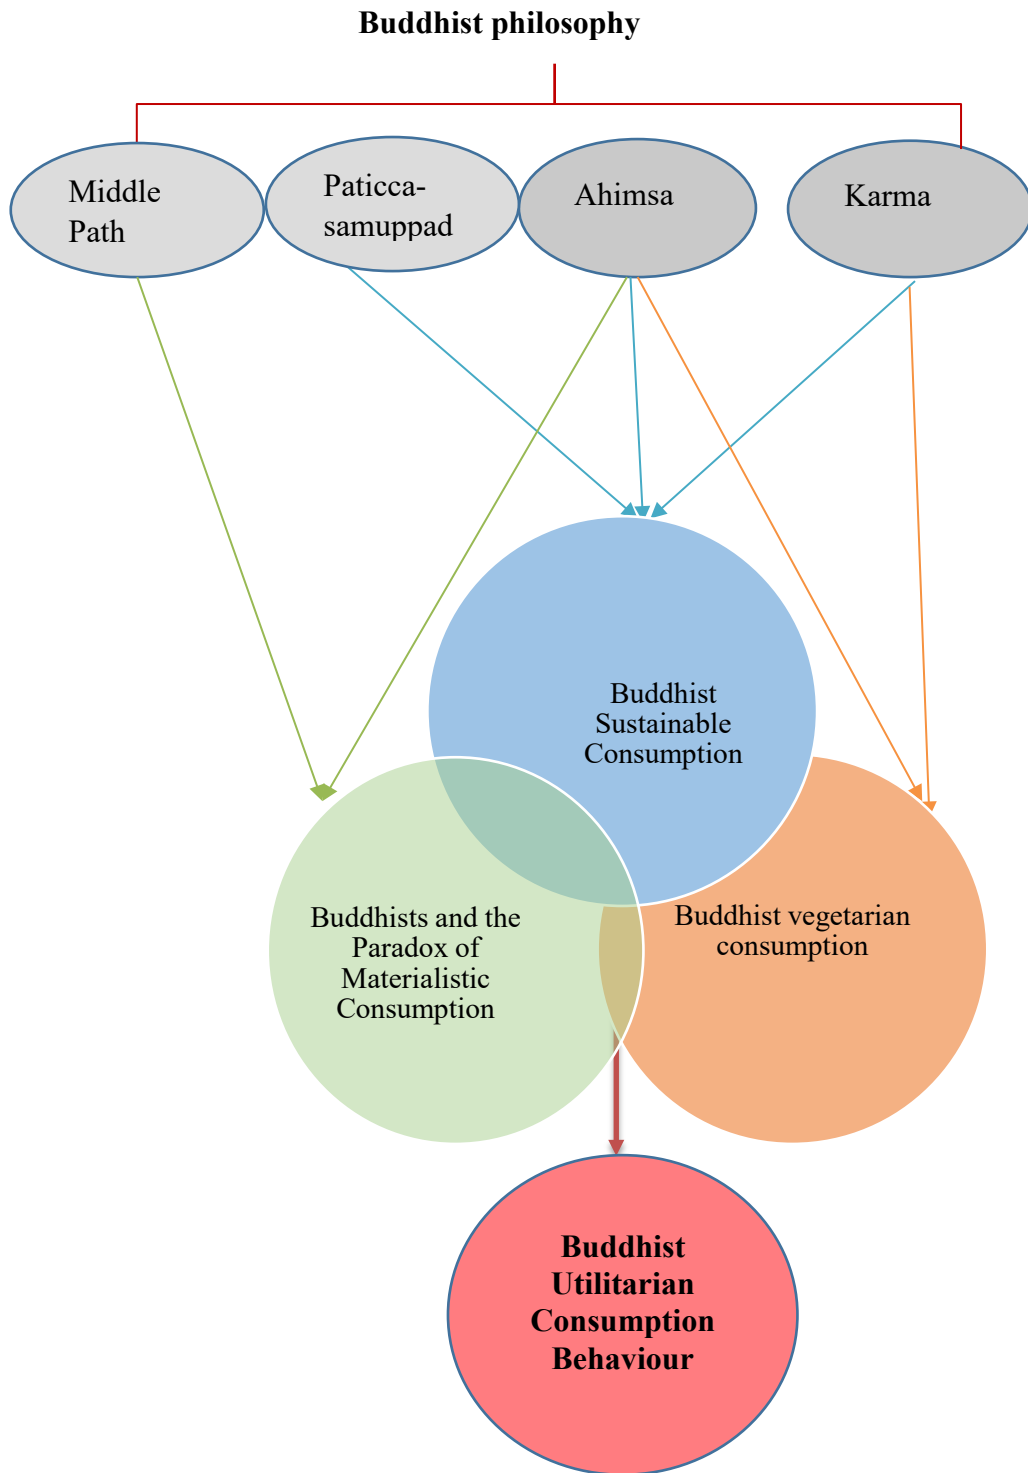 Buddhist philosophy
Middle
Path
Paticca-
samuppad
Ahimsa
Karma
Buddhist
Sustainable
Consumption
Buddhists and the
Paradox of
Materialistic
Consumption
Buddhist vegetarian
consumption
Buddhist
Utilitarian
Consumption
Behaviour